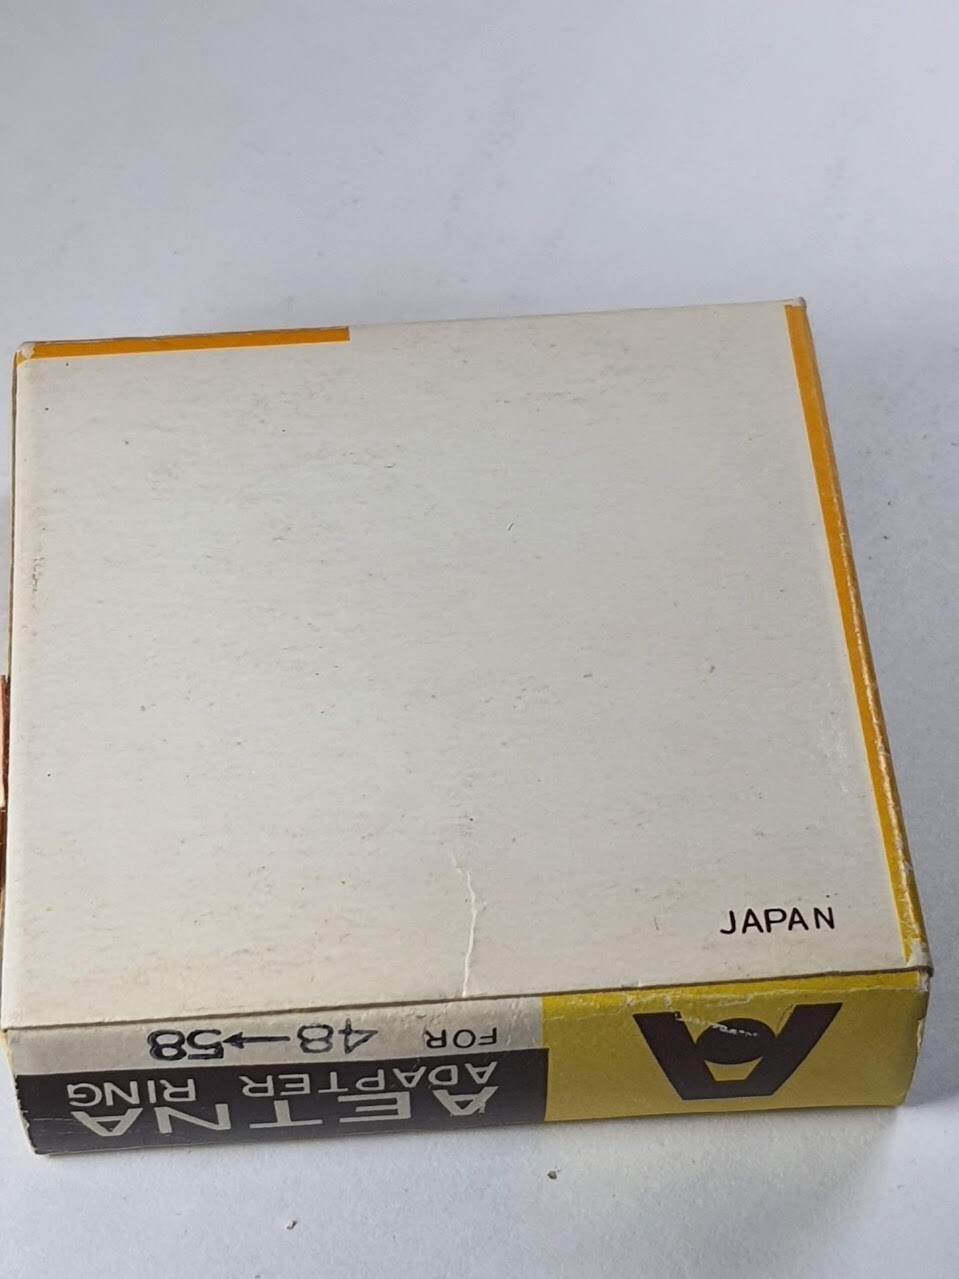 JAPAN
AETNA
ADAPTER RING
FOR 48→58